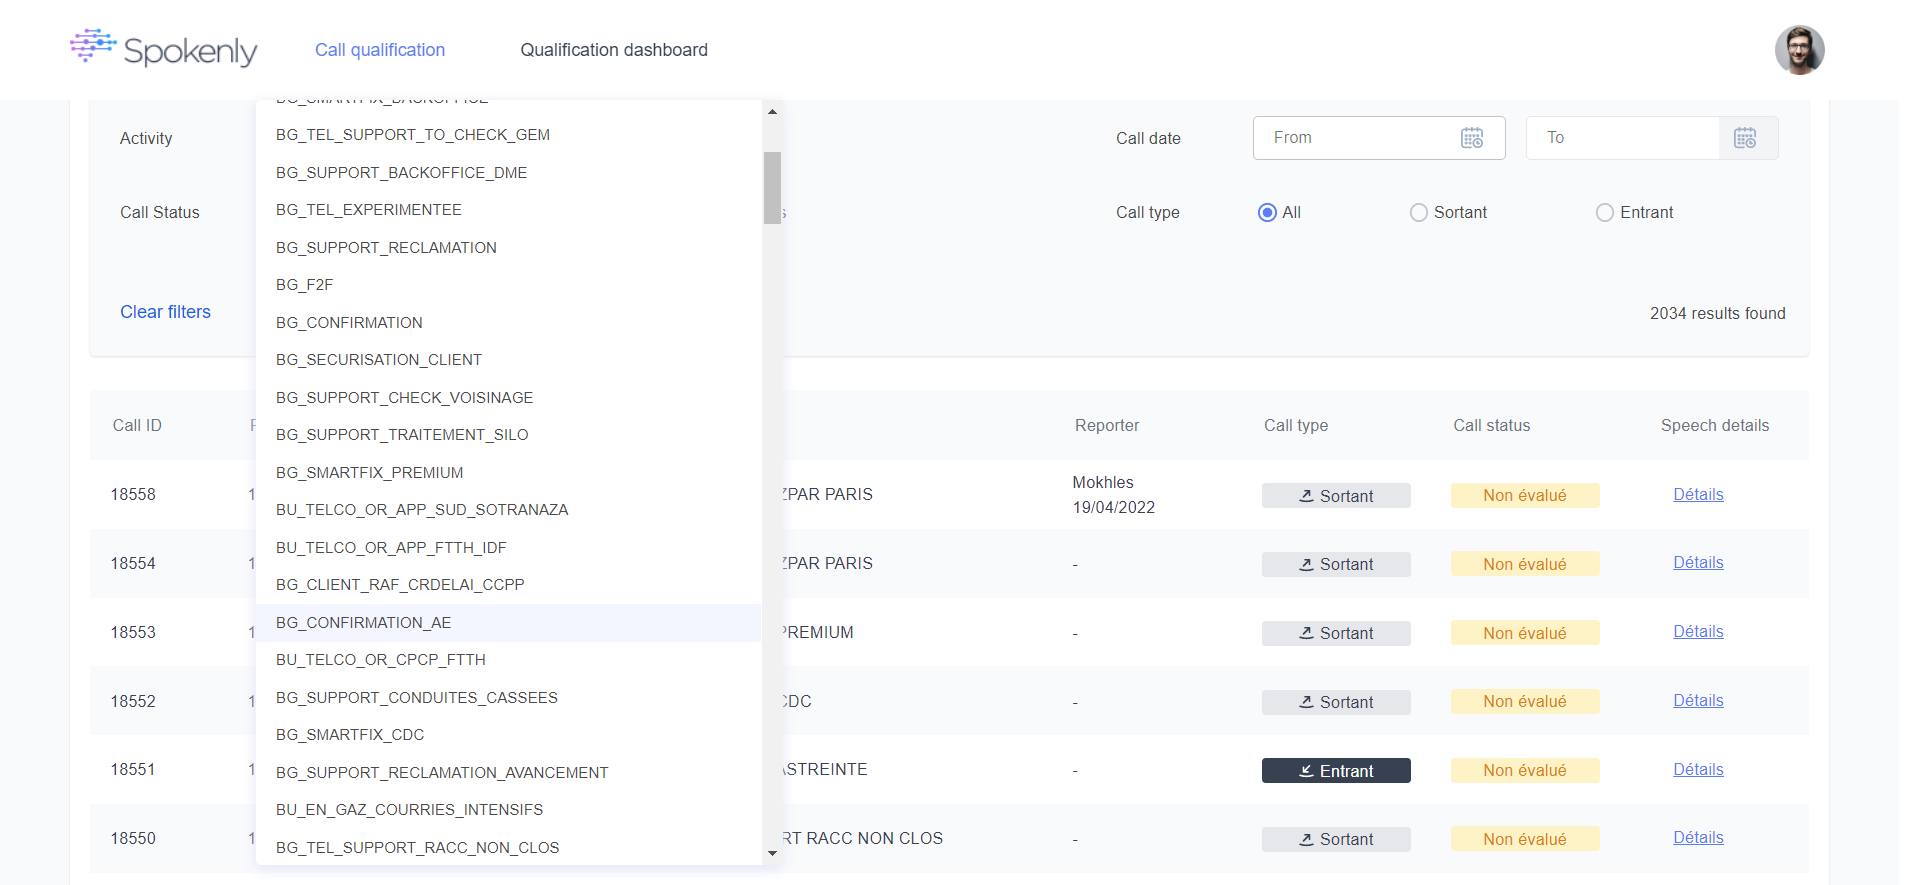 Spokenly
Call qualification
Qualification dashboard
BG_SMARTFIX_BACKOFFICE
Activity
BG_TEL_SUPPORT_TO_CHECK_GEM
Call date
From
To
BG_SUPPORT_BACKOFFICE_DME
Call Status
BG_TEL_EXPERIMENTEE
s
Call type
All
Sortant
Entrant
BG_SUPPORT_RECLAMATION
BG_F2F
Clear filters
2034 results found
BG_CONFIRMATION
BG_SECURISATION_CLIENT
BG_SUPPORT_CHECK_VOISINAGE
Call ID
Reporter
Call type
Call status
Speech details
BG_SUPPORT_TRAITEMENT_SILO
BG_SMARTFIX_PREMIUM
18558
1
ZPAR PARIS
Mokhles
19/04/2022
Sortant
Non évalué
Détails
BU_TELCO_OR_APP_SUD_SOTRANAZA
BU_TELCO_OR_APP_FTTH_IDF
18554
1
ZPAR PARIS
-
Sortant
Non évalué
Détails
BG_CLIENT_RAF_CRDELAI_CCPP
BG_CONFIRMATION_AE
18553
1
PREMIUM
-
Sortant
Non évalué
Détails
BU_TELCO_OR_CPCP_FTTH
BG_SUPPORT_CONDUITES_CASSEES
18552
1
CDC
-
Sortant
Non évalué
Détails
BG_SMARTFIX_CDC
BG_SUPPORT_RECLAMATION_AVANCEMENT
18551
1
ASTREINTE
-
Entrant
Non évalué
Détails
BU_EN_GAZ_COURRIES_INTENSIFS
BG_TEL_SUPPORT_RACC_NON_CLOS
18550
1
RT RACC NON CLOS
-
Sortant
Non évalué
Détails